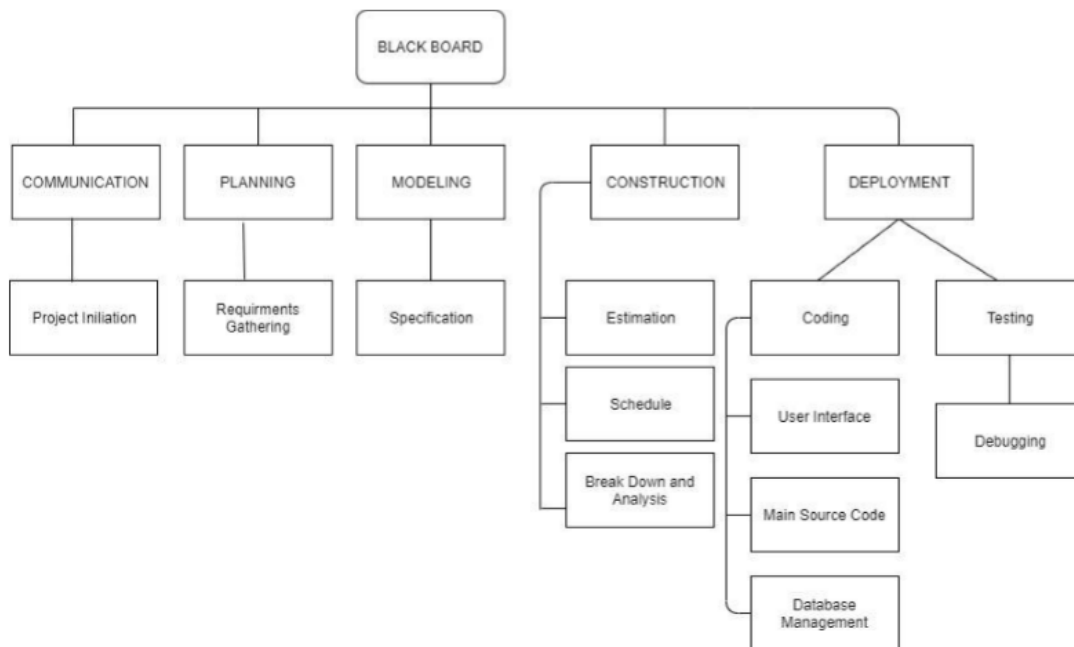 BLACK BOARD
COMMUNICATION
PLANNING
MODELING
CONSTRUCTION
DEPLOYMENT
Project Iniliation
Requirments
Gathering
Specification
Estimation
Coding
Testing
Schedule
User Interface
Debugging
Break Down and
Analysis
Main Source Code
Database
Management